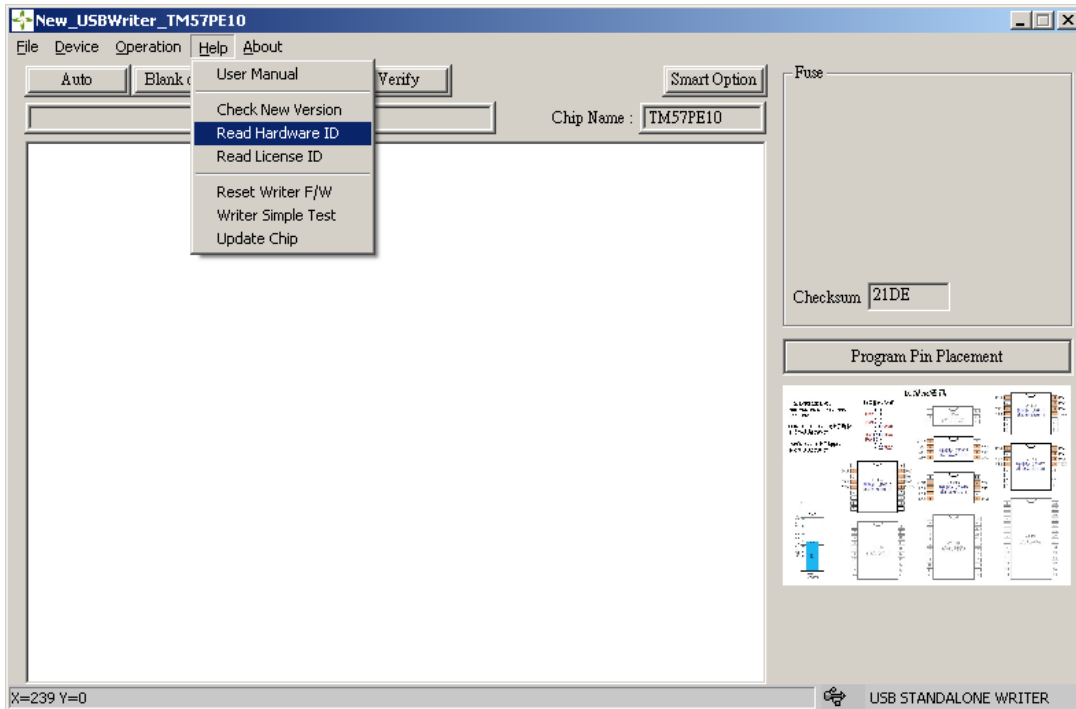 New_USBWriter_TM57PE10
File Device Operation Help About
Auto Blank Verify Smart Option
User Manual
Check New Version
Read Hardware ID
Read License ID
Reset Writer F/W
Writer Simple Test
Update Chip
Chip Name : TM57PE10
Fuse
Checksum 21DE
Program Pin Placement
X=239 Y=0
USB STANDALONE WRITER